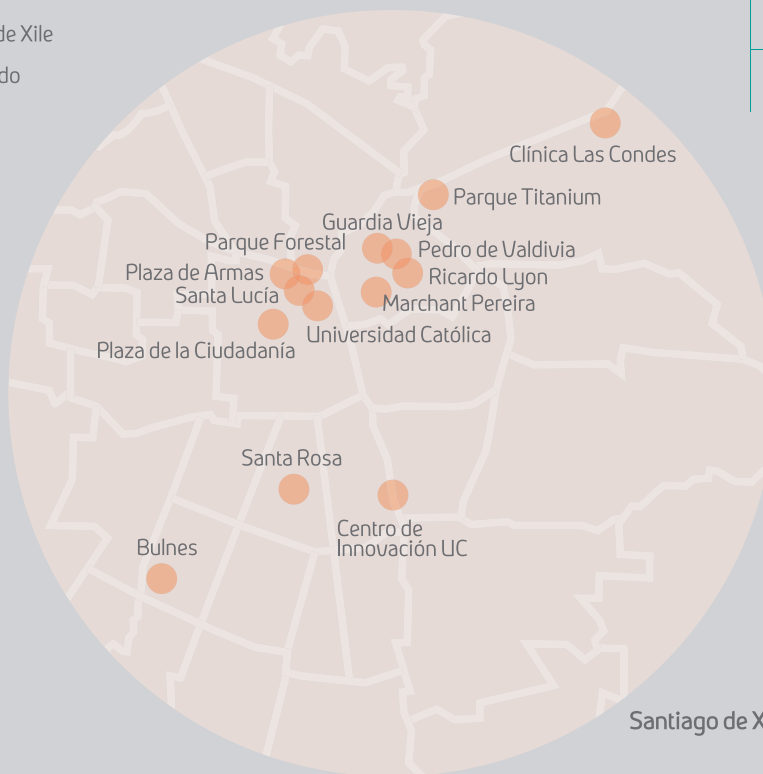 de Xile
do
Clínica Las Condes
Parque Titanium
Guardia Vieja
Parque Forestal
Pedro de Valdivia
Plaza de Armas
Ricardo Lyon
Santa Lucía
Marchant Pereira
Universidad Católica
Plaza de la Ciudadanía
Santa Rosa
Centro de
Innovación UC
Bulnes
Santiago de X